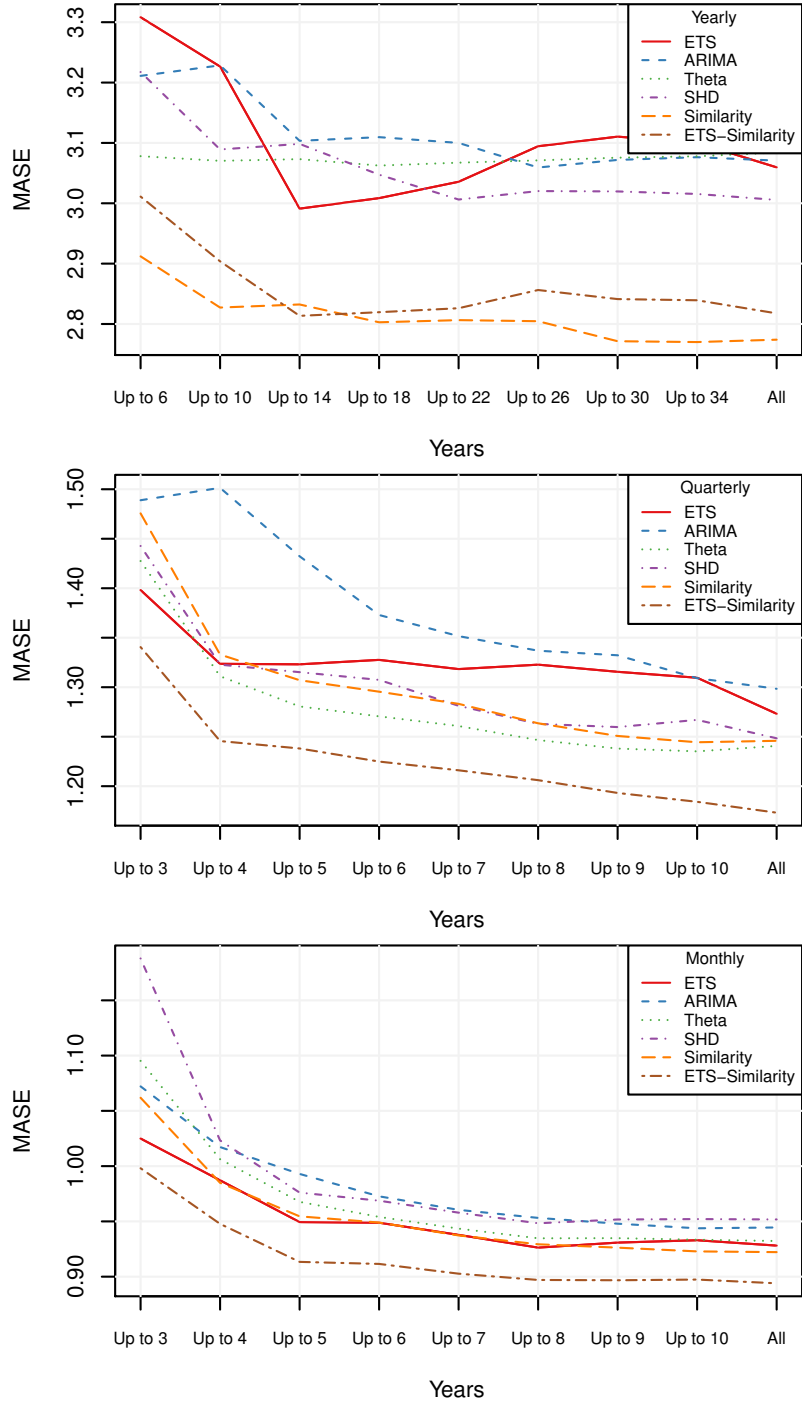 Yearly
ETS
ARIMA
Theta
SHD
Similarity
ETS−Similarity
MASE
3.3
3.2
3.1
3.0
2.9
2.8
Up to 6 Up to 10 Up to 14 Up to 18 Up to 22 Up to 26 Up to 30 Up to 34 All
Years
Quarterly
ETS
ARIMA
Theta
SHD
Similarity
ETS−Similarity
MASE
1.50
1.40
1.30
1.20
Up to 3 Up to 4 Up to 5 Up to 6 Up to 7 Up to 8 Up to 9 Up to 10 All
Years
Monthly
ETS
ARIMA
Theta
SHD
Similarity
ETS−Similarity
MASE
1.10
1.00
0.90
Up to 3 Up to 4 Up to 5 Up to 6 Up to 7 Up to 8 Up to 9 Up to 10 All
Years